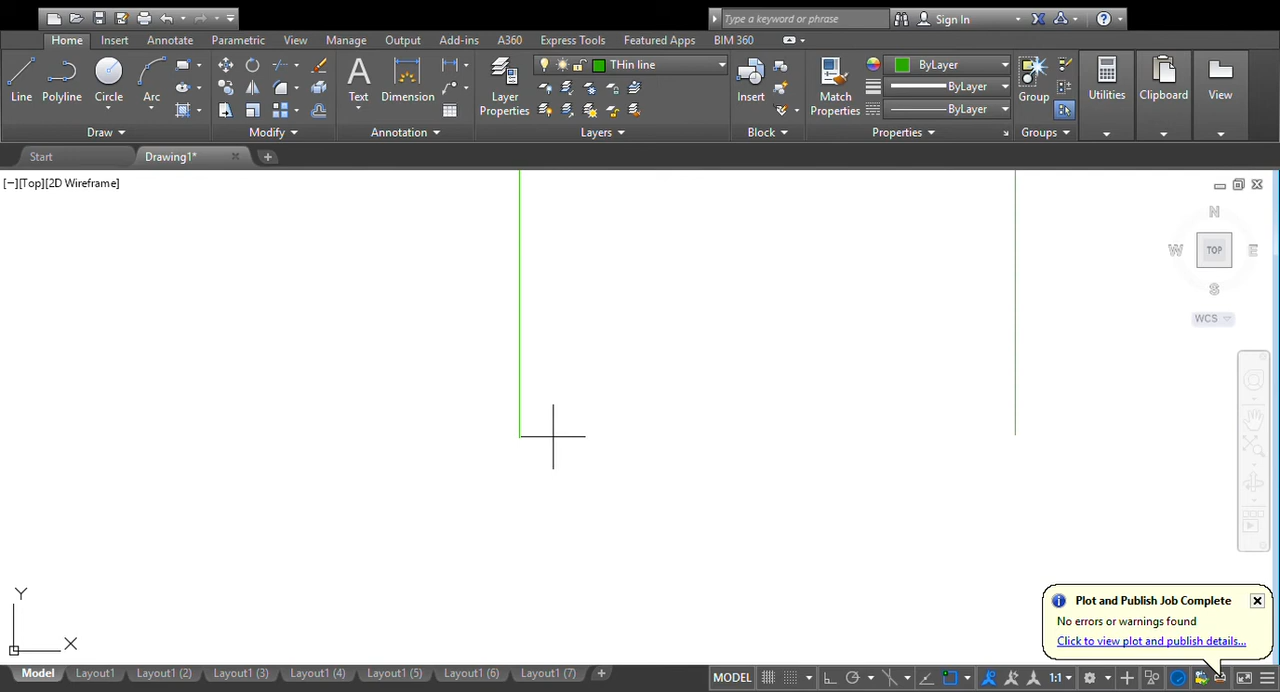 Type a keyword or phrase
Sign In
Home Insert Annotate Parametric View Manage Output Add-ins A360 Express Tools Featured Apps BIM 360
THin line
ByLayer
ByLayer
ByLayer
Line Polyline Circle Arc
Text Dimension
Layer Properties
Insert
Match Properties
Group Utilities Clipboard View
Draw Modify Annotation Layers Block Properties Groups
Start Drawing1*
[−][Top][2D Wireframe]
N
W TOP E
S
WCS
Y
X
Plot and Publish Job Complete
No errors or warnings found
Click to view plot and publish details...
Model Layout1 Layout1 (2) Layout1 (3) Layout1 (4) Layout1 (5) Layout1 (6) Layout1 (7) +
MODEL 1:1